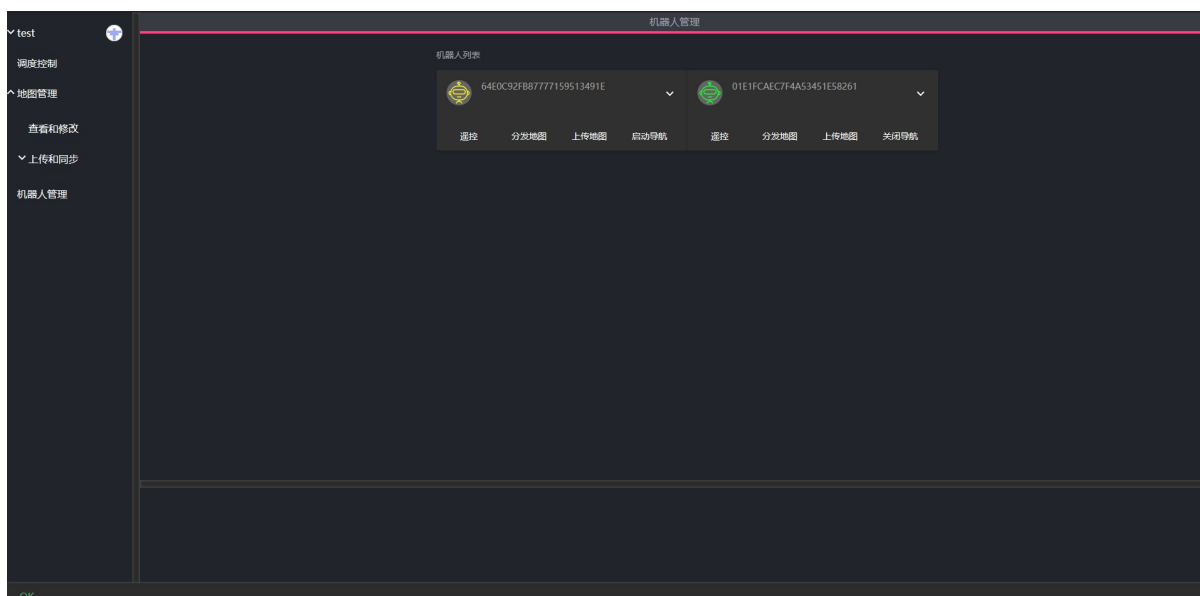 机器人管理
test
调度控制
地图管理
查看和修改
上传和同步
机器人管理
机器人列表
64E0C92FB87777159513491E
遥控 分发地图 上传地图 启动导航
01E1FCAEC7F4A53451E58261
遥控 分发地图 上传地图 关闭导航
OK